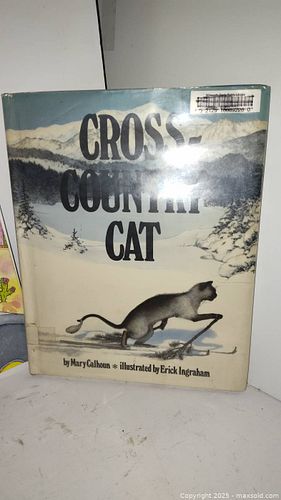 CROSS-
COUNTRY
CAT
by Mary Calhoun * illustrated by Erick Ingraham
Copyright © 2025 - maxsold.com